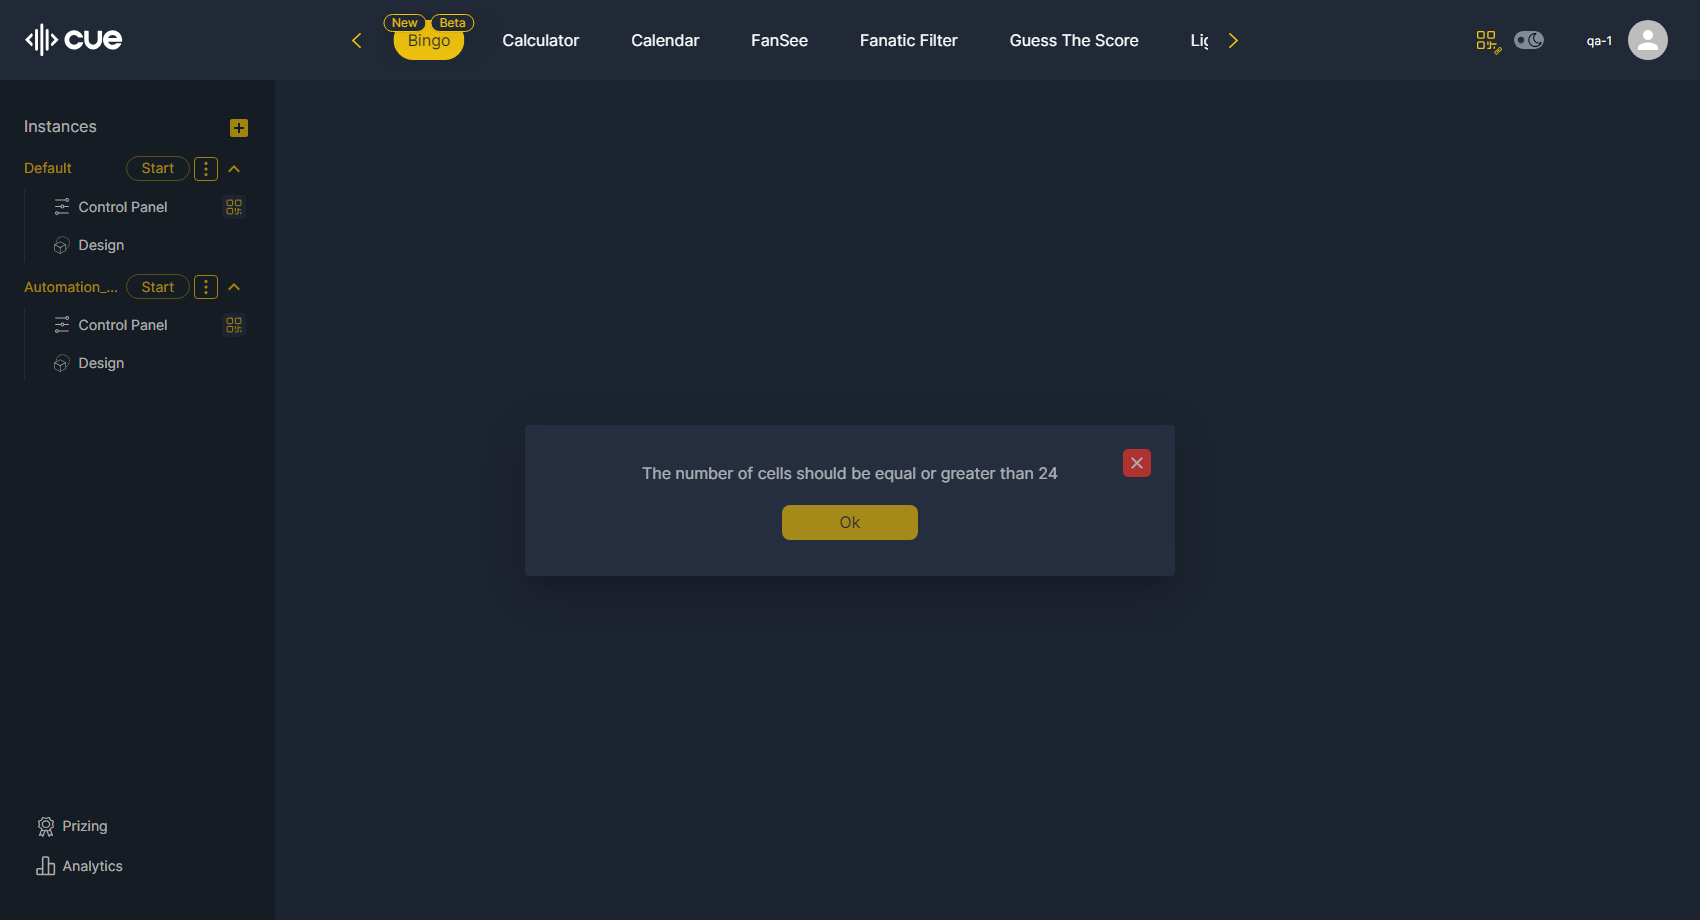 cue
New Beta
Bingo
Calculator
Calendar
FanSee
Fanatic Filter
Guess The Score
Lig
qa-1
Instances
Default
Start
Control Panel
Design
Automation_...
Start
Control Panel
Design
The number of cells should be equal or greater than 24
Ok
Prizing
Analytics